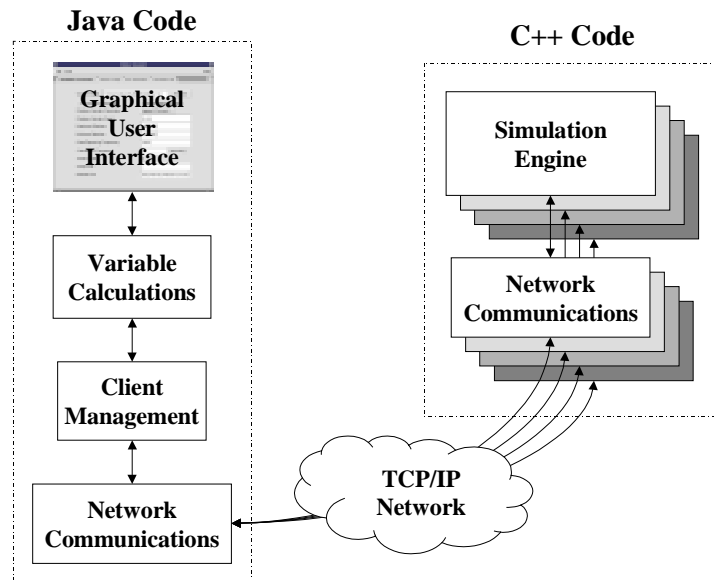 Java Code
Graphical
User
Interface
Variable
Calculations
Client
Management
Network
Communications
TCP/IP
Network
C++ Code
Simulation
Engine
Network
Communications